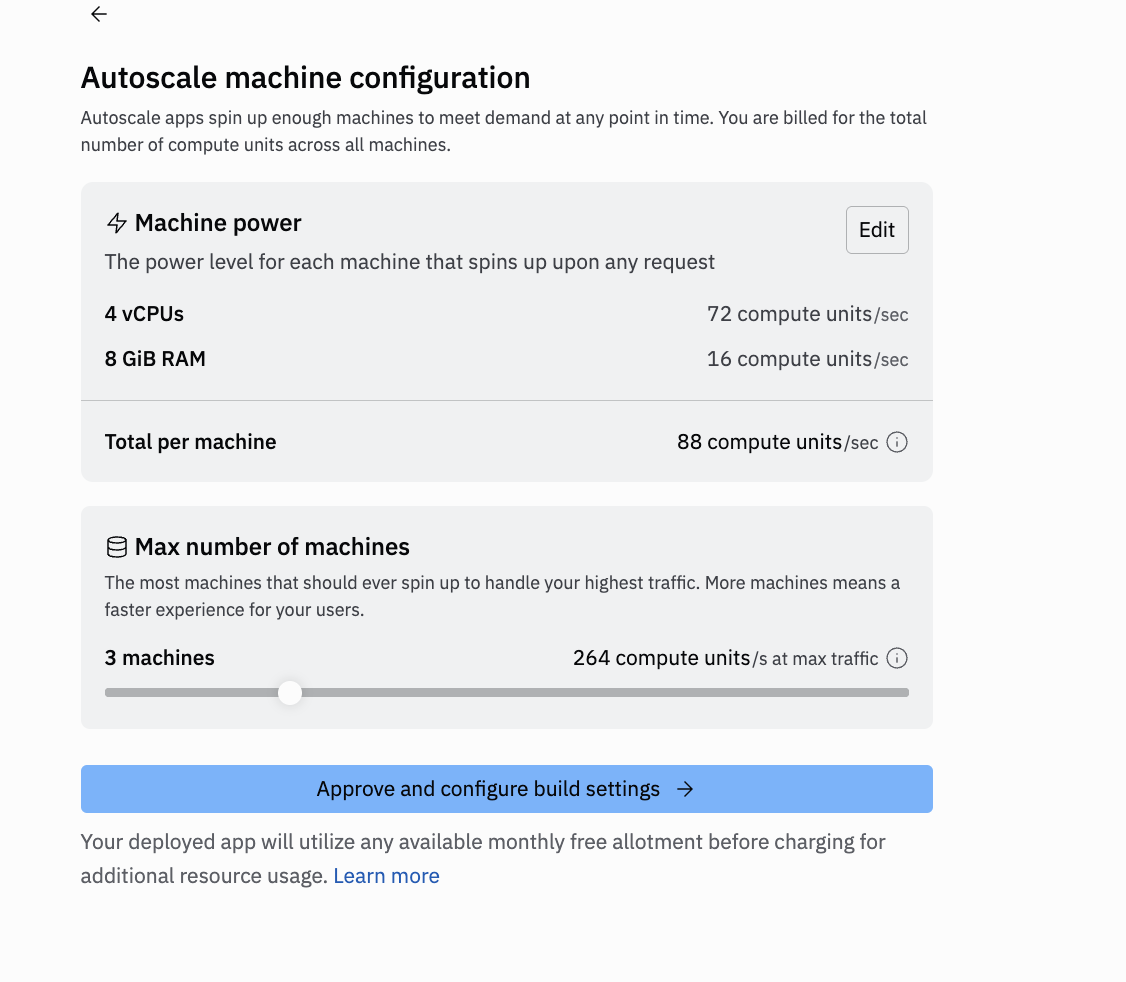 Autoscale machine configuration
Autoscale apps spin up enough machines to meet demand at any point in time. You are billed for the total
number of compute units across all machines.
Machine power
Edit
The power level for each machine that spins up upon any request
4 vCPUs 72 compute units/sec
8 GiB RAM 16 compute units/sec
Total per machine 88 compute units/sec
Max number of machines
The most machines that should ever spin up to handle your highest traffic. More machines means a
faster experience for your users.
3 machines 264 compute units/s at max traffic
Approve and configure build settings →
Your deployed app will utilize any available monthly free allotment before charging for
additional resource usage. Learn more